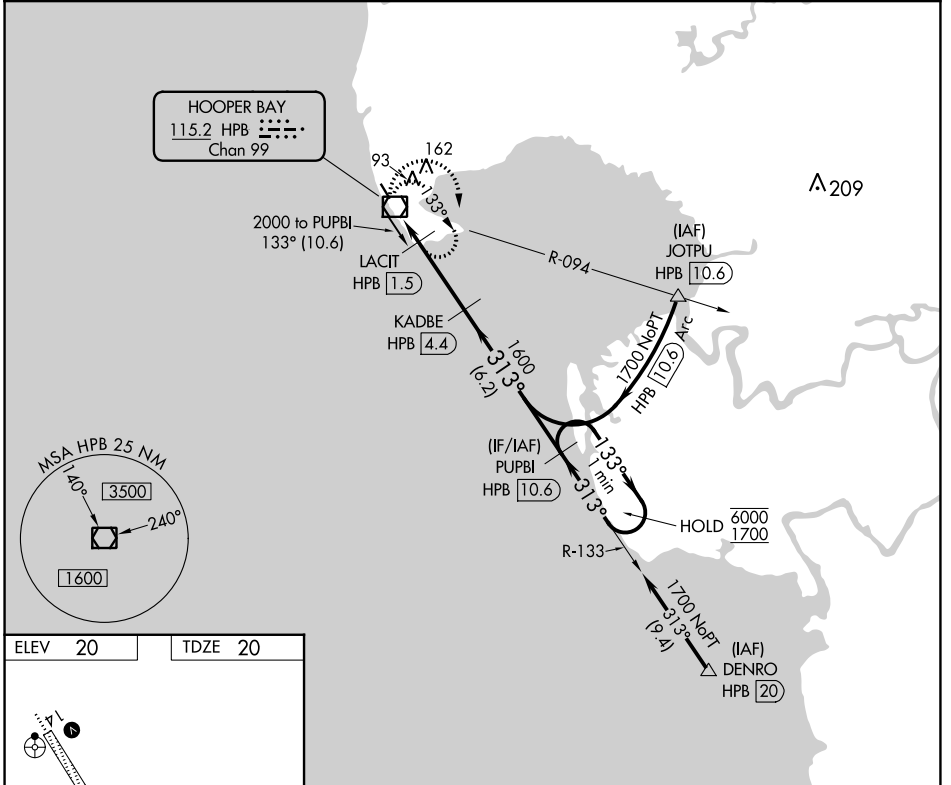 HOOPER BAY
115.2 HPB
Chan 99
93
162
133°
209
2000 to PUPBI
133° (10.6)
R-094
(IAF)
JOTPU
HPB 10.6
LACIT
HPB 1.5
KADBE
HPB 4.4
1600
313°
(6.2)
1700 NoPT
HPB 10.6 Arc
(IF/IAF)
PUPBI
HPB 10.6
133°
1 min
313°
HOLD 6000
1700
R-133
1700 NoPT
313°
(9.4)
(IAF)
DENRO
HPB 20
MSA HPB 25 NM
140°
3500
240°
1600
ELEV 20
TDZE 20
14
V